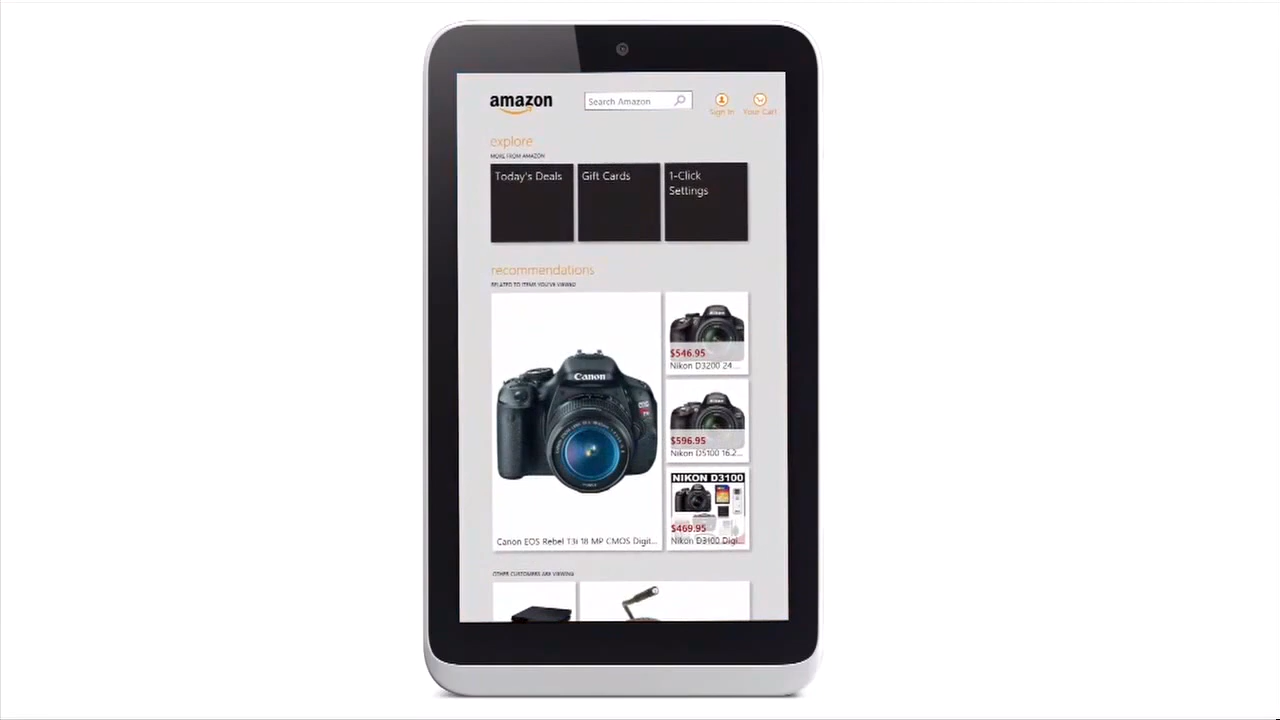 amazon
Search Amazon
Sign In
Your Cart
explore
MORE FROM AMAZON
Today's Deals
Gift Cards
1-Click
Settings
recommendations
RELATED TO ITEMS YOU'VE VIEWED
Canon
Canon EOS Rebel T3i 18 MP CMOS Digit...
Nikon
$546.95
Nikon D3200 24...
Nikon
$596.95
Nikon D5100 16.2...
NIKON D3100
$469.95
Nikon D3100 Digi...
OTHER CUSTOMERS ARE VIEWING